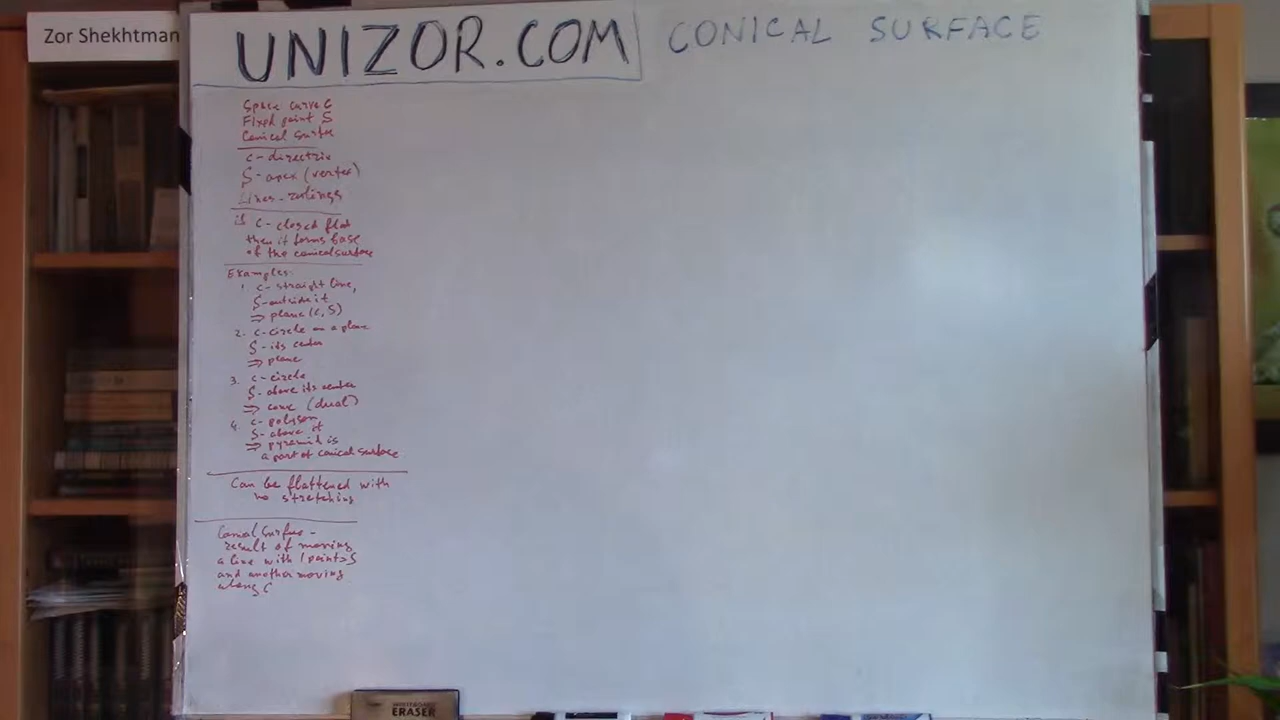 Zor Shekhtman
UNIZOR.COM
CONICAL SURFACE
Space curve C
Fixed point S
Conical surface
C - directrix
S - apex (vertex)
Lines - rulings
if C - closed flat
then it forms base
of the conical surface
Examples:
1. C - straight line,
S - outside it
⇒ plane (C, S)
2. C - circle on a plane
S - its center
⇒ plane
3. C - circle
S - above its center
⇒ cone (dual)
4. C - polygon
S - above it
⇒ pyramid is
a part of conical surface
Can be flattened with
no stretching
Conical surface -
result of moving
a line with 1 point S
and another moving
along C
ERASER